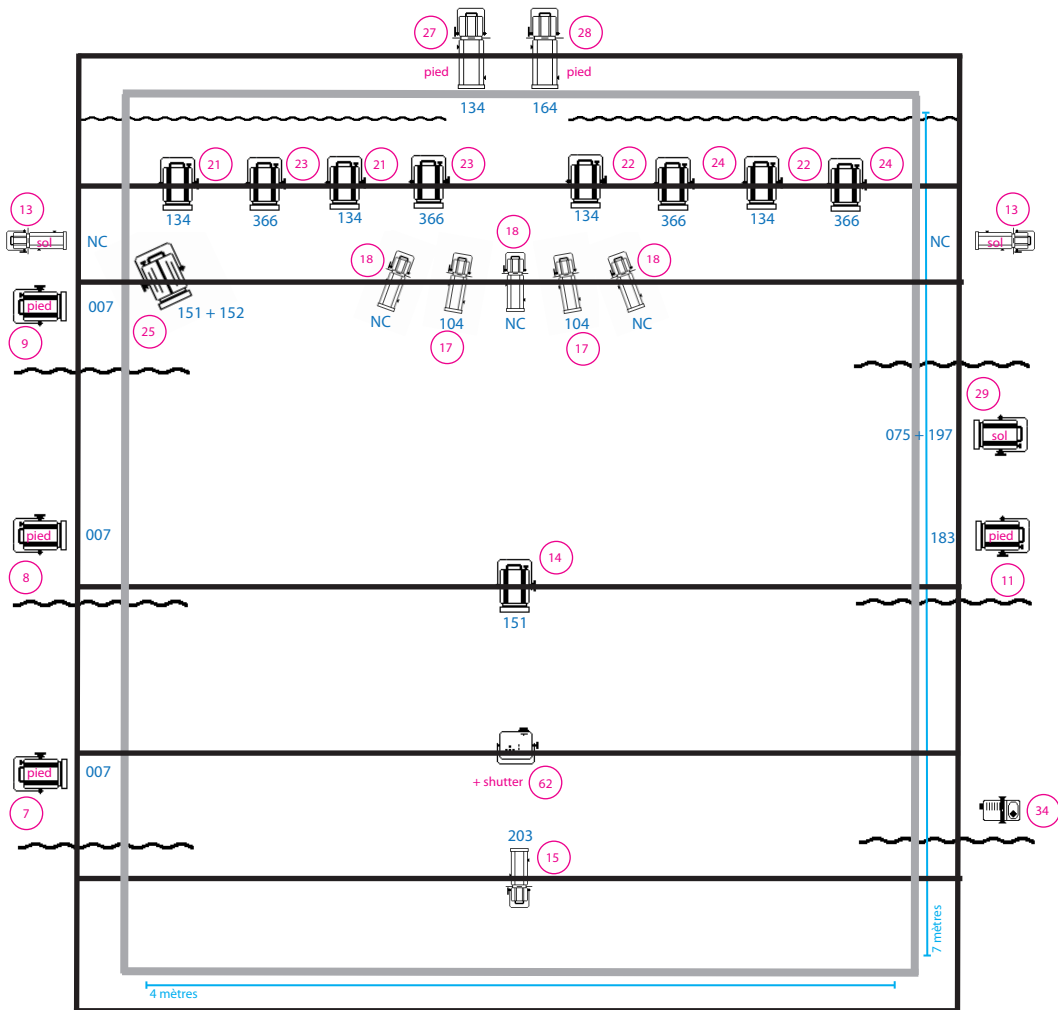 27 28
pied pied
134 164
21 23 21 23 22 24 22 24
134 366 134 366 134 366 134 366
13 13
sol NC 18 18 18 NC sol
pied 007 151 + 152 NC 104 NC 104 NC
9 25 17 17
29
075 + 197 sol
pied 007 183 pied
8 14 11
151
pied 007
+ shutter 62
7 34
203
15
7 mètres
4 mètres